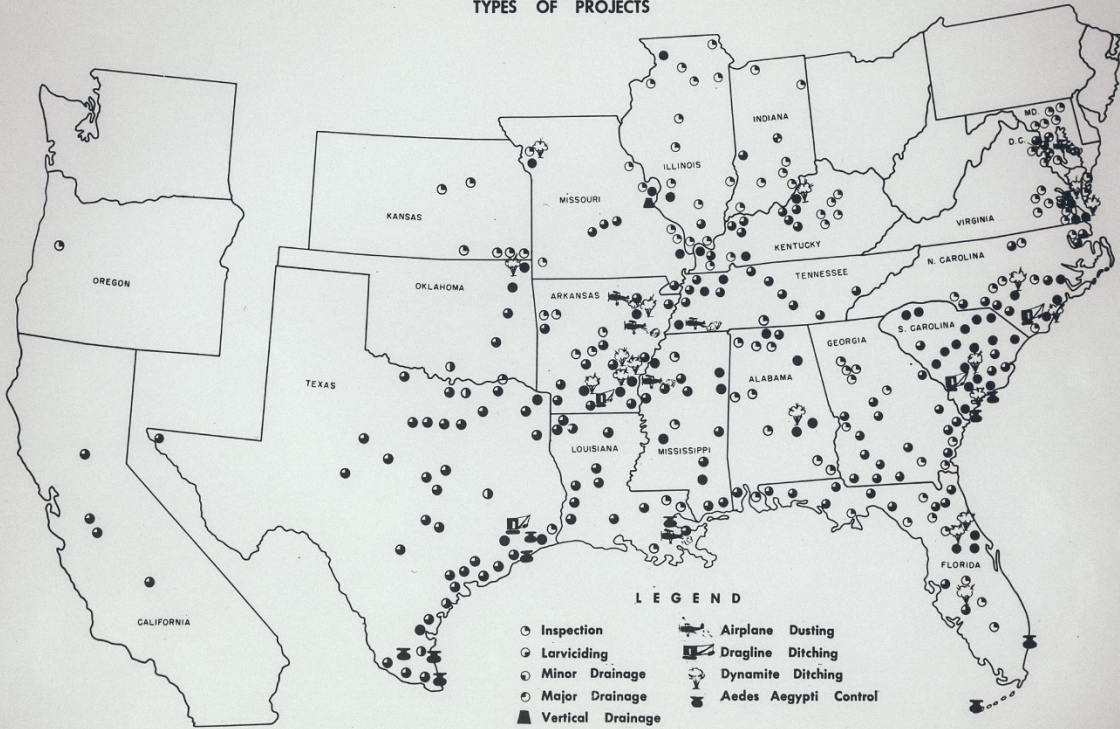 TYPES OF PROJECTS
MD.
D.C.
INDIANA
ILLINOIS
MISSOURI
KANSAS
VIRGINIA
KENTUCKY
N. CAROLINA
TENNESSEE
OREGON
OKLAHOMA
ARKANSAS
S. CAROLINA
GEORGIA
TEXAS
ALABAMA
LOUISIANA
MISSISSIPPI
FLORIDA
CALIFORNIA
LEGEND
Inspection
Larviciding
Minor Drainage
Major Drainage
Vertical Drainage
Airplane Dusting
Dragline Ditching
Dynamite Ditching
Aedes Aegypti Control